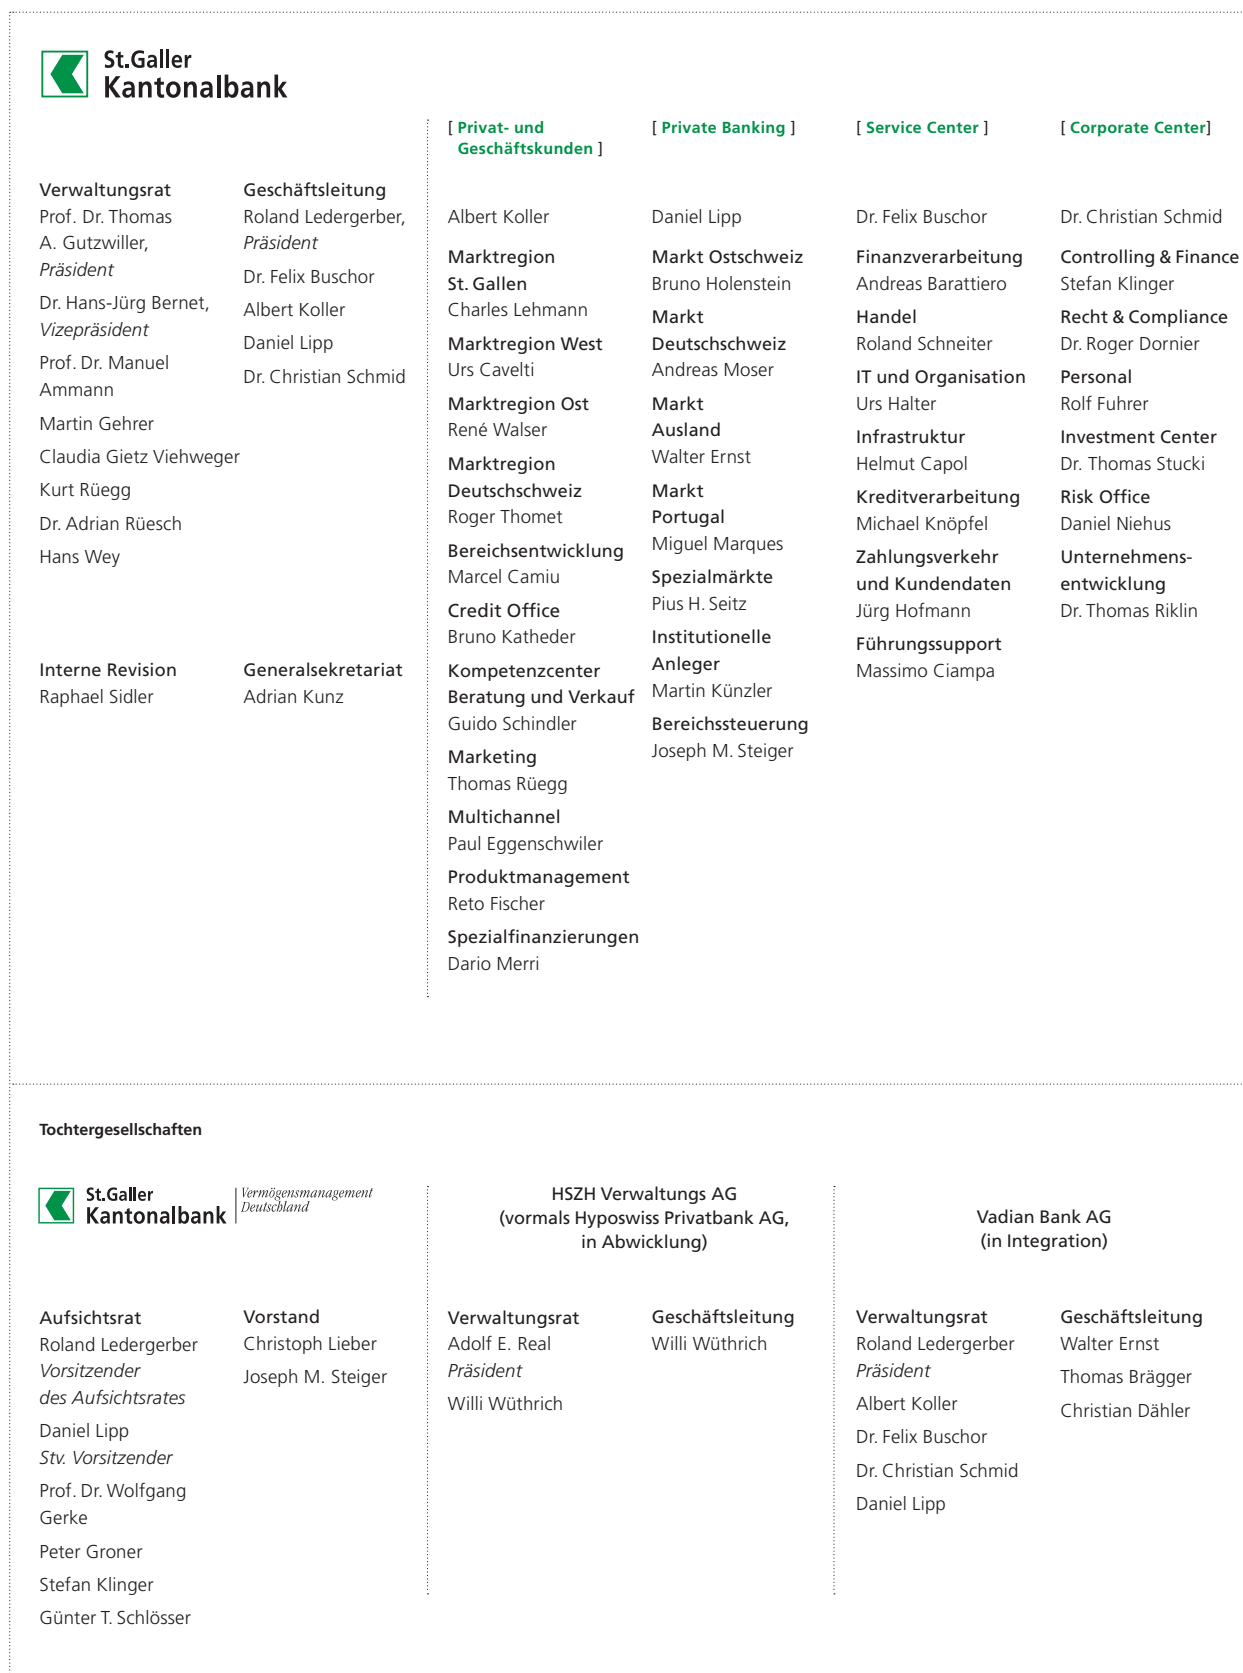 St.Galler
Kantonalbank
[ Privat- und
Geschäftskunden ]
[ Private Banking ]
[ Service Center ]
[ Corporate Center]
Verwaltungsrat
Prof. Dr. Thomas
A. Gutzwiller,
Präsident
Dr. Hans-Jürg Bernet,
Vizepräsident
Prof. Dr. Manuel
Ammann
Martin Gehrer
Claudia Gietz Viehweger
Kurt Rüegg
Dr. Adrian Rüesch
Hans Wey
Interne Revision
Raphael Sidler
Geschäftsleitung
Roland Ledergerber,
Präsident
Dr. Felix Buschor
Albert Koller
Daniel Lipp
Dr. Christian Schmid
Generalsekretariat
Adrian Kunz
Albert Koller
Marktregion
St. Gallen
Charles Lehmann
Marktregion West
Urs Cavelti
Marktregion Ost
René Walser
Marktregion
Deutschschweiz
Roger Thomet
Bereichsentwicklung
Marcel Camiu
Credit Office
Bruno Katheder
Kompetenzcenter
Beratung und Verkauf
Guido Schindler
Marketing
Thomas Rüegg
Multichannel
Paul Eggenschwiler
Produktmanagement
Reto Fischer
Spezialfinanzierungen
Dario Merri
Daniel Lipp
Markt Ostschweiz
Bruno Holenstein
Markt
Deutschschweiz
Andreas Moser
Markt
Ausland
Walter Ernst
Markt
Portugal
Miguel Marques
Spezialmärkte
Pius H. Seitz
Institutionelle
Anleger
Martin Künzler
Bereichssteuerung
Joseph M. Steiger
Dr. Felix Buschor
Finanzverarbeitung
Andreas Barattiero
Handel
Roland Schneiter
IT und Organisation
Urs Halter
Infrastruktur
Helmut Capol
Kreditverarbeitung
Michael Knöpfel
Zahlungsverkehr
und Kundendaten
Jürg Hofmann
Führungssupport
Massimo Ciampa
Dr. Christian Schmid
Controlling & Finance
Stefan Klinger
Recht & Compliance
Dr. Roger Dornier
Personal
Rolf Fuhrer
Investment Center
Dr. Thomas Stucki
Risk Office
Daniel Niehus
Unternehmens-
entwicklung
Dr. Thomas Riklin
Tochtergesellschaften
St.Galler
Kantonalbank
Vermögensmanagement
Deutschland
Aufsichtsrat
Roland Ledergerber
Vorsitzender
des Aufsichtsrates
Daniel Lipp
Stv. Vorsitzender
Prof. Dr. Wolfgang
Gerke
Peter Groner
Stefan Klinger
Günter T. Schlösser
Vorstand
Christoph Lieber
Joseph M. Steiger
HSZH Verwaltungs AG
(vormals Hyposwiss Privatbank AG,
in Abwicklung)
Verwaltungsrat
Adolf E. Real
Präsident
Willi Wüthrich
Geschäftsleitung
Willi Wüthrich
Vadian Bank AG
(in Integration)
Verwaltungsrat
Roland Ledergerber
Präsident
Albert Koller
Dr. Felix Buschor
Dr. Christian Schmid
Daniel Lipp
Geschäftsleitung
Walter Ernst
Thomas Brägger
Christian Dähler